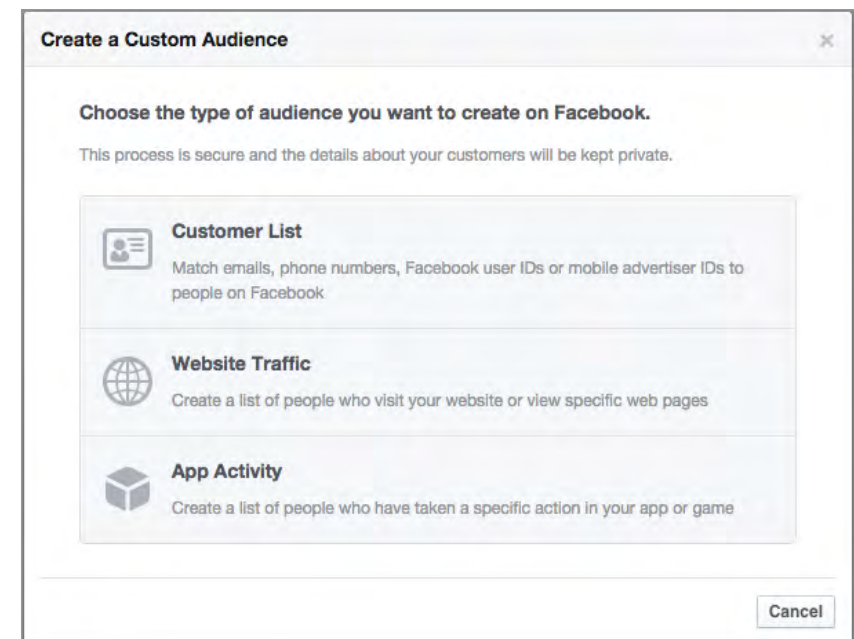 Create a Custom Audience
×
Choose the type of audience you want to create on Facebook.
This process is secure and the details about your customers will be kept private.
Customer List
Match emails, phone numbers, Facebook user IDs or mobile advertiser IDs to
people on Facebook
Website Traffic
Create a list of people who visit your website or view specific web pages
App Activity
Create a list of people who have taken a specific action in your app or game
Cancel